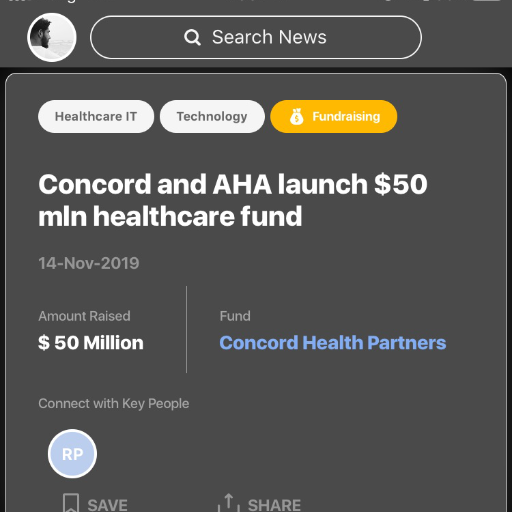 Search News
Healthcare IT
Technology
Fundraising
Concord and AHA launch $50
mln healthcare fund
14-Nov-2019
Amount Raised
$ 50 Million
Fund
Concord Health Partners
Connect with Key People
RP
SAVE
SHARE